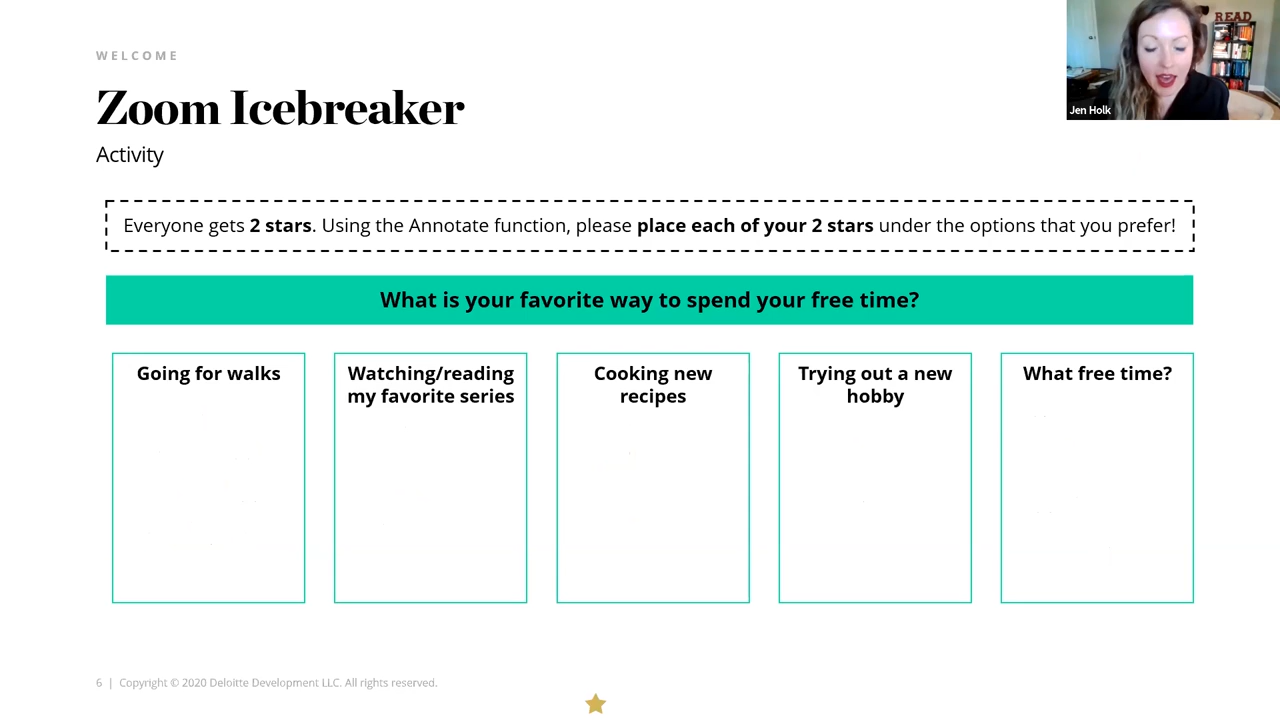 WELCOME
READ
Zoom Icebreaker
Jen Holk
Activity
Everyone gets 2 stars. Using the Annotate function, please place each of your 2 stars under the options that you prefer!
What is your favorite way to spend your free time?
Going for walks
Watching/reading
my favorite series
Cooking new
recipes
Trying out a new
hobby
What free time?
6 | Copyright © 2020 Deloitte Development LLC. All rights reserved.